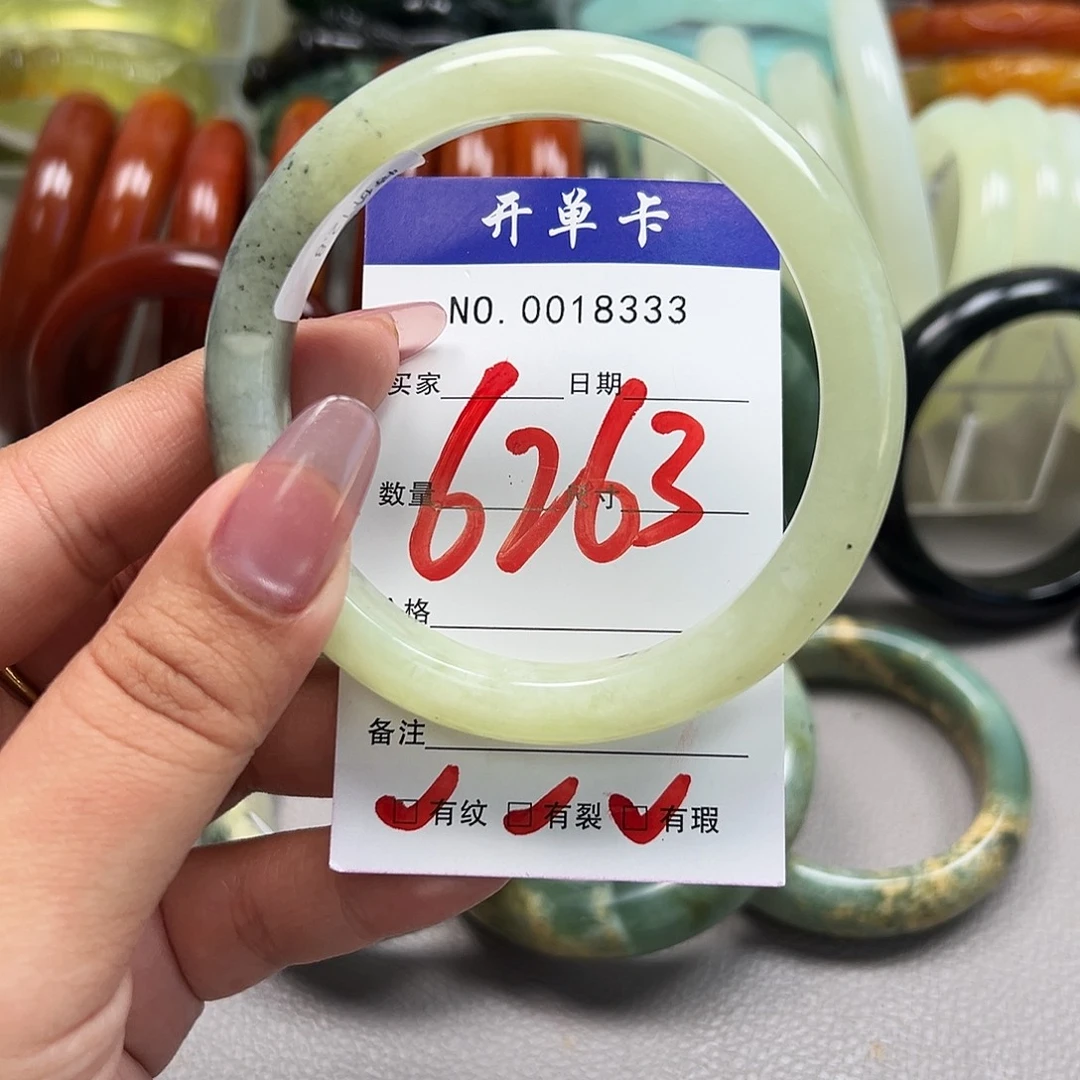 开单卡
NO. 0018333
买家 日期
6263
数量 尺寸
格
备注
有纹 有裂 有瑕